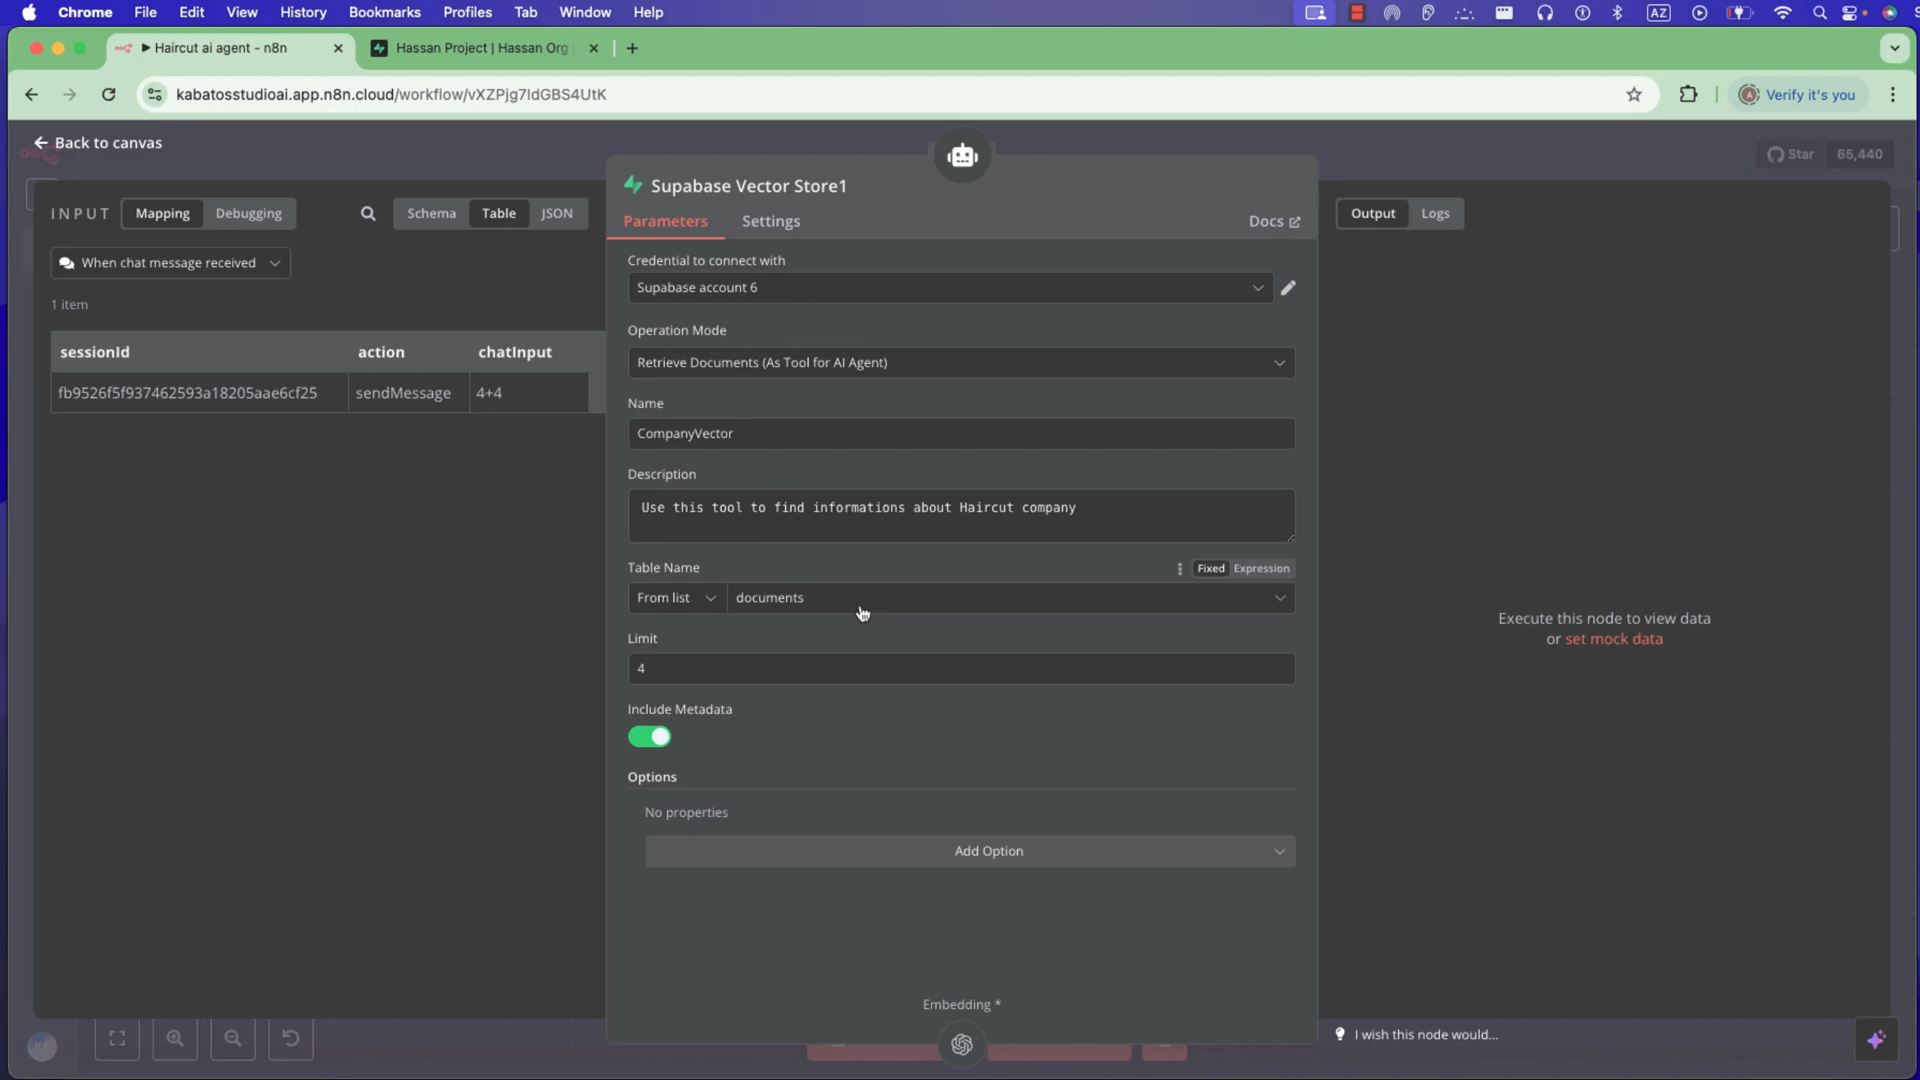 Chrome File Edit View History Bookmarks Profiles Tab Window Help AZ
Haircut ai agent - n8n Hassan Project | Hassan Org
kabatosstudioai.app.n8n.cloud/workflow/vXZPjg7ldGBS4UtK Verify it's you
Back to canvas
Star 65,440
Supabase Vector Store1
INPUT Mapping Debugging Schema Table JSON
Parameters Settings Docs
Output Logs
When chat message received
Credential to connect with
Supabase account 6
1 item
Operation Mode
sessionId action chatInput
Retrieve Documents (As Tool for AI Agent)
fb9526f5f937462593a18205aae6cf25 sendMessage 4+4
Name
CompanyVector
Description
Use this tool to find informations about Haircut company
Table Name Fixed Expression
From list documents
Limit
4
Execute this node to view data
or set mock data
Include Metadata
Options
No properties
Add Option
Embedding *
I wish this node would...